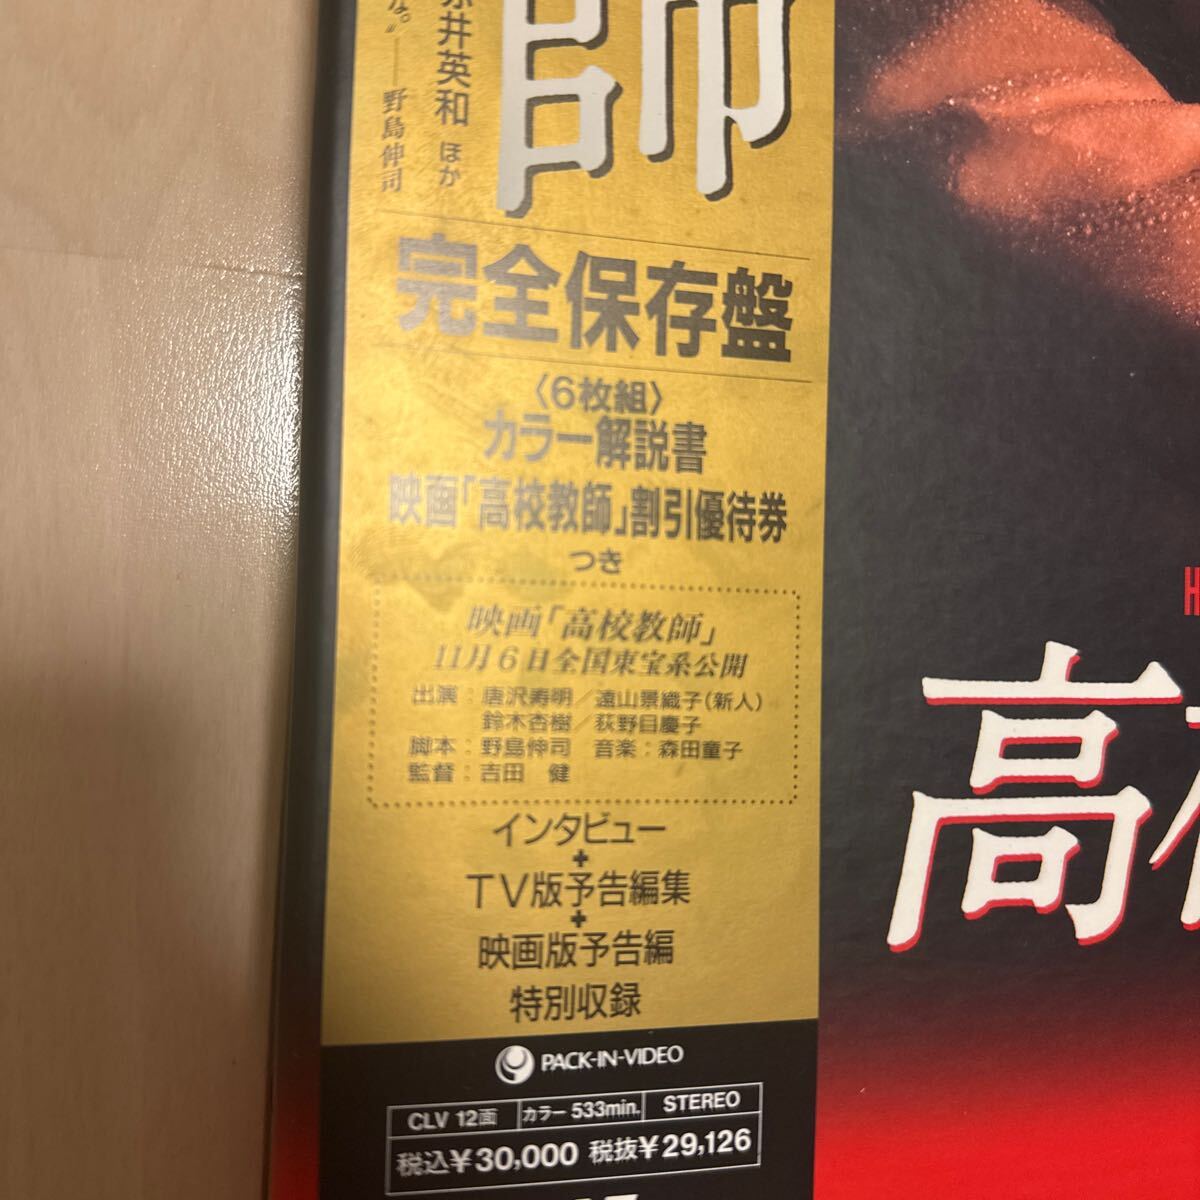 師
糸井英和 ほか
な。”——野島伸司
完全保存盤
〈6枚組〉
カラー解説書
映画「高校教師」割引優待券
つき
映画「高校教師」
11月6日全国東宝系公開
出演：唐沢寿明／遠山景織子(新人)
鈴木杏樹／荻野目慶子
脚本：野島伸司 音楽：森田童子
監督：吉田 健
インタビュー
+
TV版予告編集
+
映画版予告編
特別収録
PACK-IN-VIDEO
CLV 12面 カラー 533min. STEREO
税込¥30,000 税抜¥29,126
H
高